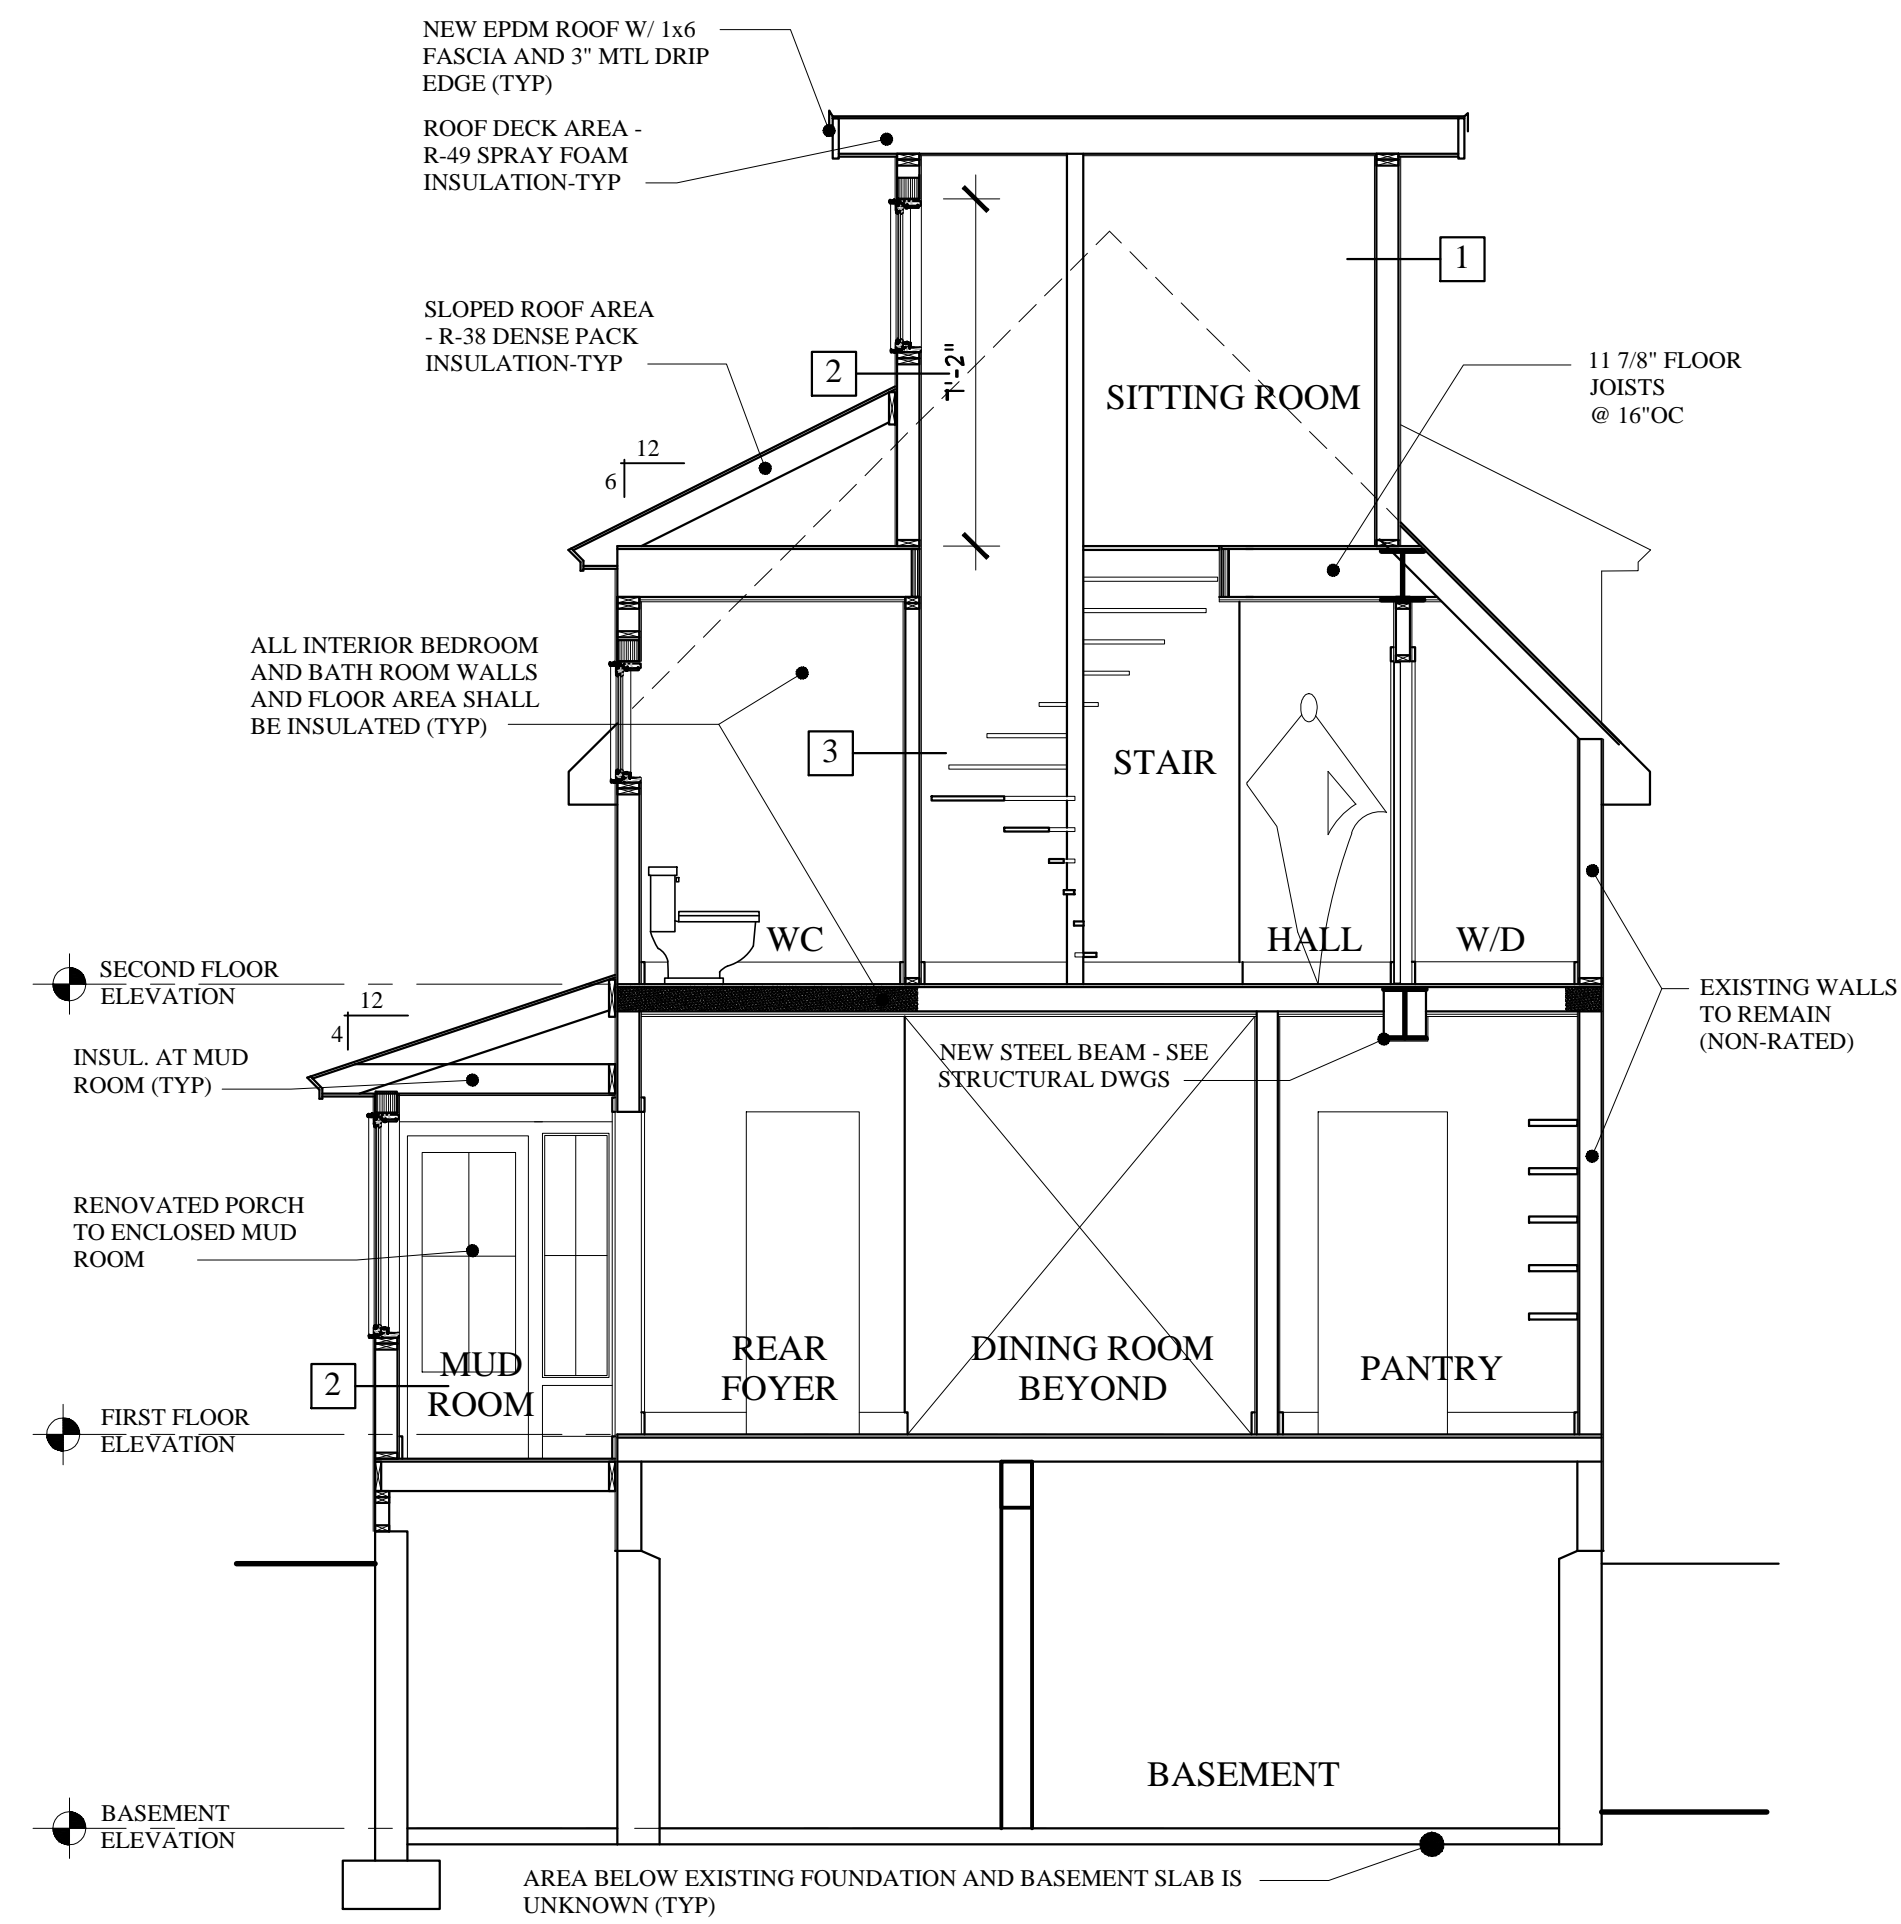 NEW EPDM ROOF W/ 1x6
FASCIA AND 3" MTL DRIP
EDGE (TYP)
ROOF DECK AREA -
R-49 SPRAY FOAM
INSULATION-TYP
1
SLOPED ROOF AREA
- R-38 DENSE PACK
INSULATION-TYP
2
7'-2"
SITTING ROOM
11 7/8" FLOOR
JOISTS
@ 16"OC
12
6
ALL INTERIOR BEDROOM
AND BATH ROOM WALLS
AND FLOOR AREA SHALL
BE INSULATED (TYP)
3
STAIR
WC
HALL
W/D
SECOND FLOOR
ELEVATION
12
4
EXISTING WALLS
TO REMAIN
(NON-RATED)
INSUL. AT MUD
ROOM (TYP)
NEW STEEL BEAM - SEE
STRUCTURAL DWGS
RENOVATED PORCH
TO ENCLOSED MUD
ROOM
2
MUD
ROOM
REAR
FOYER
DINING ROOM
BEYOND
PANTRY
FIRST FLOOR
ELEVATION
BASEMENT
BASEMENT
ELEVATION
AREA BELOW EXISTING FOUNDATION AND BASEMENT SLAB IS
UNKNOWN (TYP)